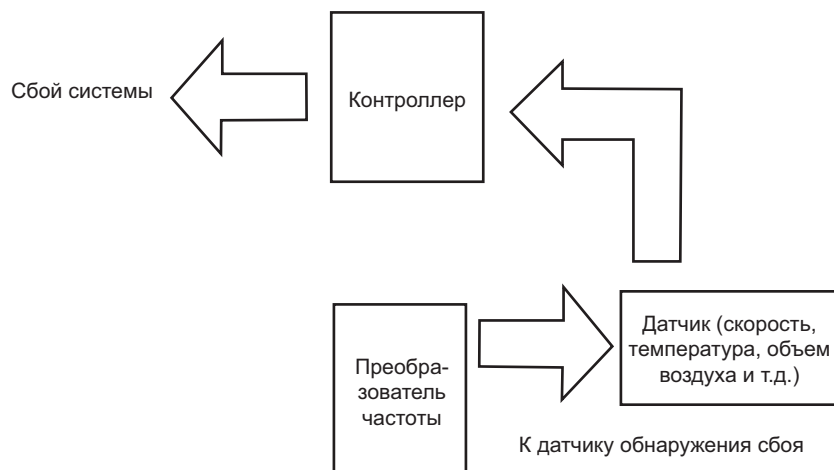 Сбой системы
Контроллер
Датчик (скорость,
температура, объем
воздуха и т.д.)
Преобра-
зователь
частоты
К датчику обнаружения сбоя